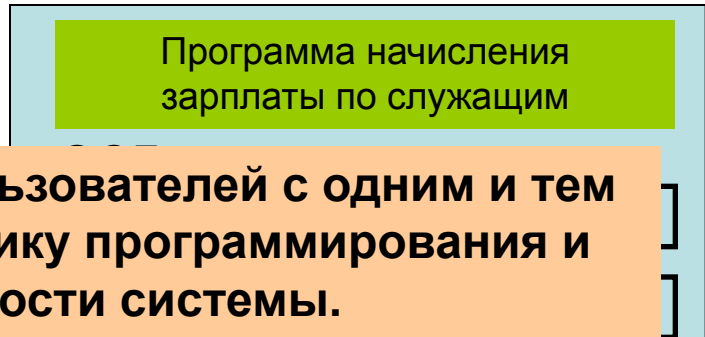 Программа начисления
зарплаты по служащим
ьзователей с одним и тем
ику программирования и
ости системы.